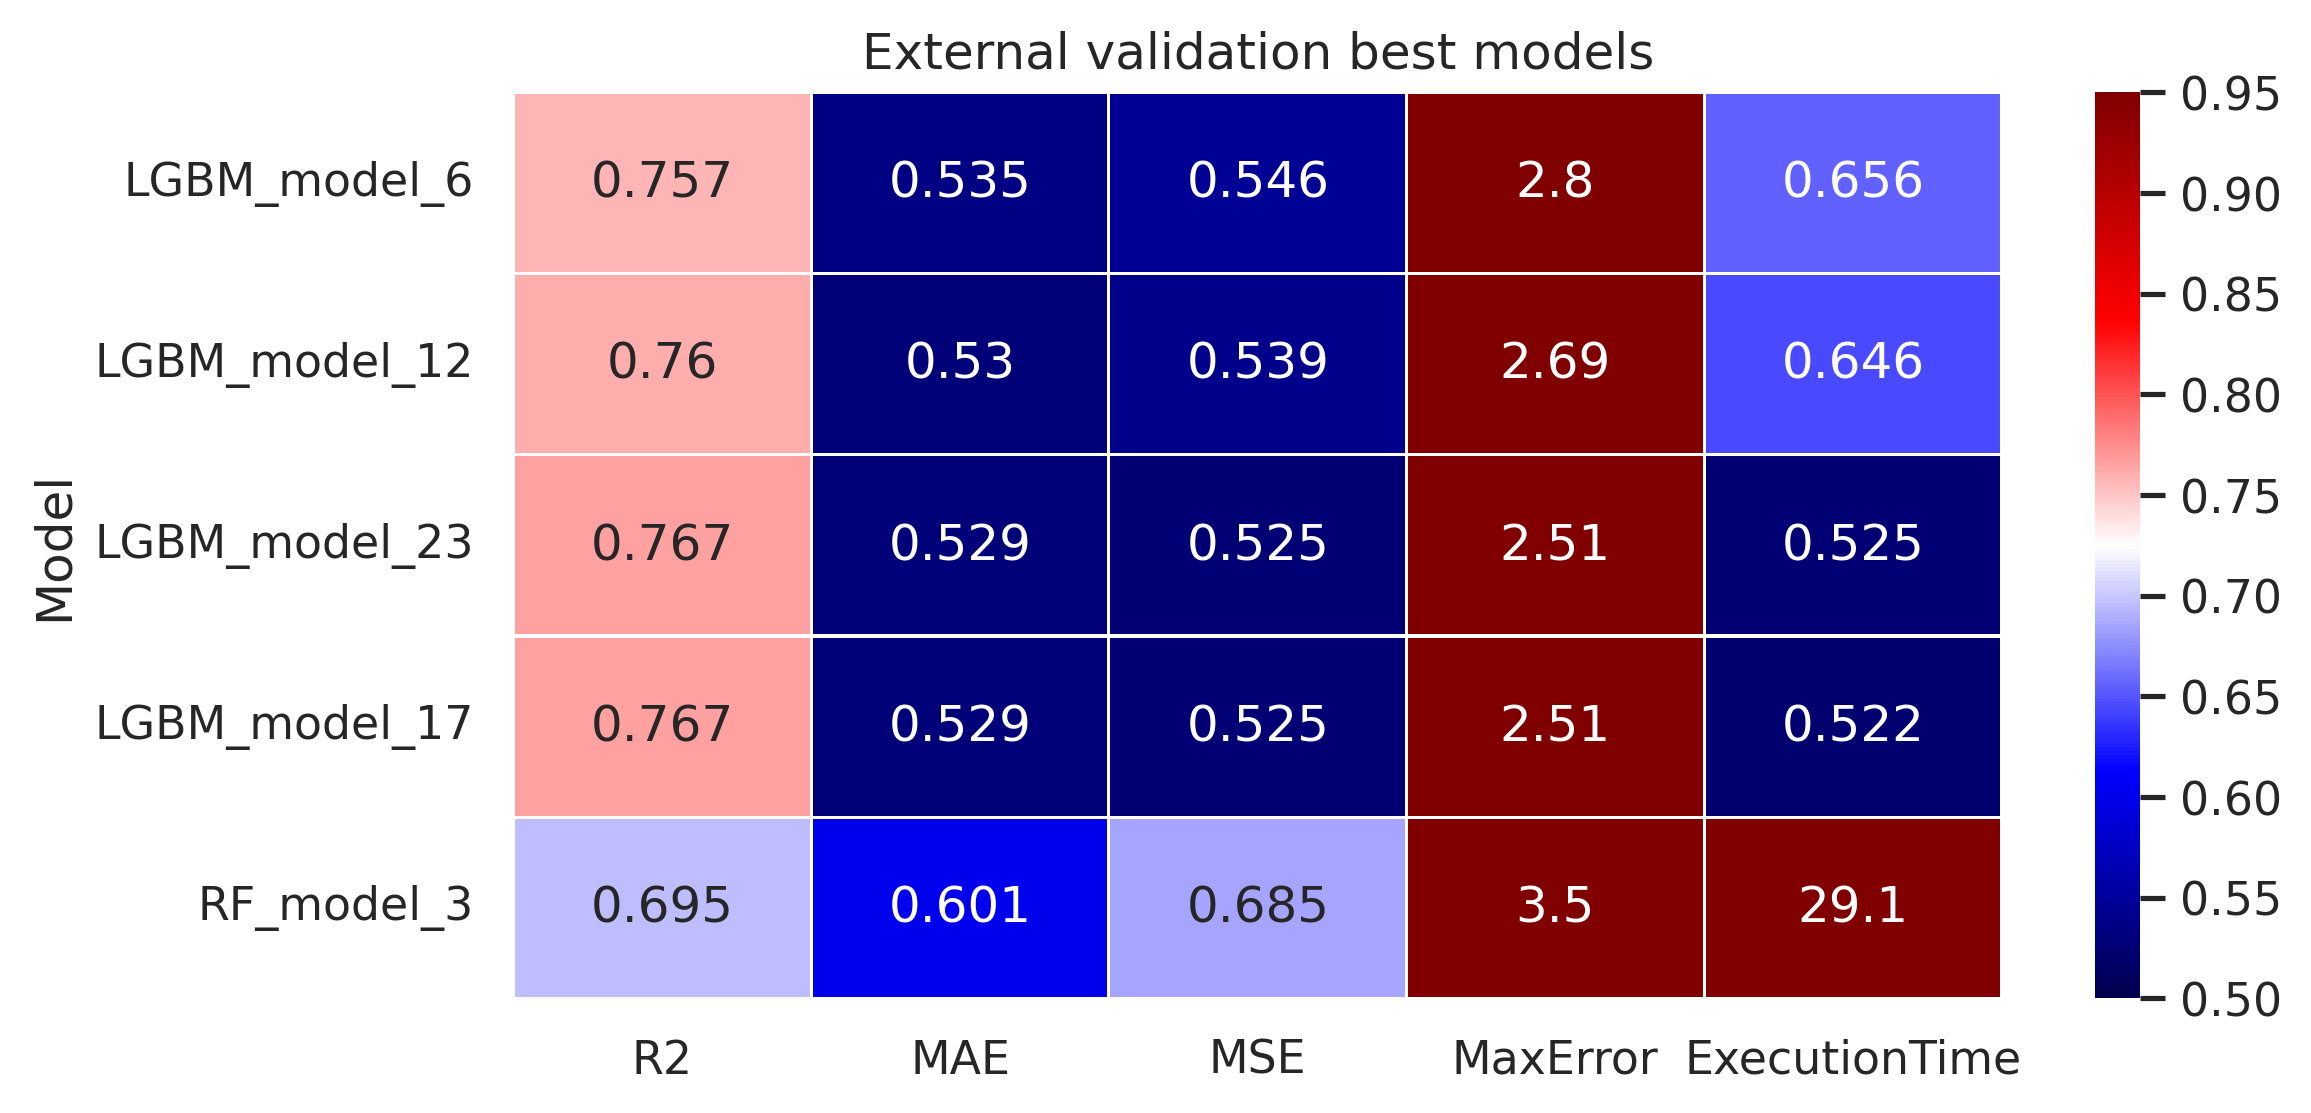 External validation best models
Model
LGBM_model_6 0.757 0.535 0.546 2.8 0.656
LGBM_model_12 0.76 0.53 0.539 2.69 0.646
LGBM_model_23 0.767 0.529 0.525 2.51 0.525
LGBM_model_17 0.767 0.529 0.525 2.51 0.522
RF_model_3 0.695 0.601 0.685 3.5 29.1
R2 MAE MSE MaxError ExecutionTime
0.95
0.90
0.85
0.80
0.75
0.70
0.65
0.60
0.55
0.50